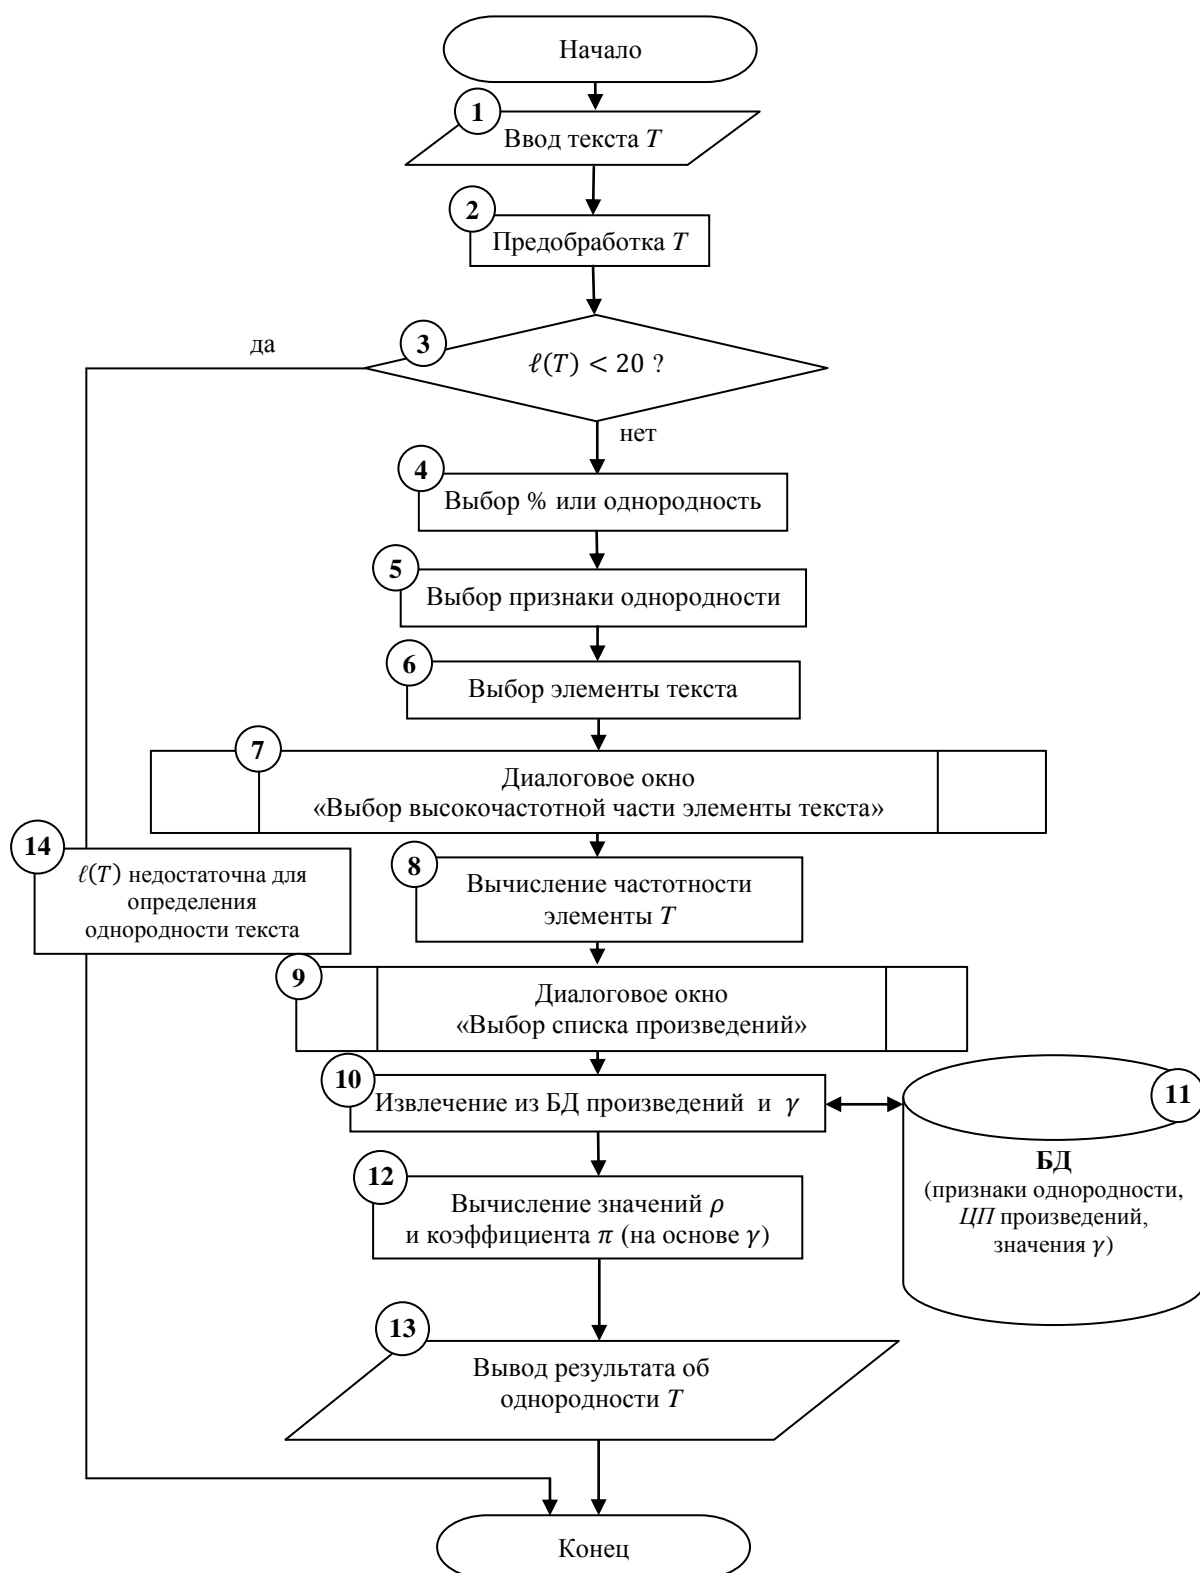 Начало
1
Ввод текста T
2
Предобработка T
3
да
ℓ(T) < 20 ?
нет
4
Выбор % или однородность
5
Выбор признаки однородности
6
Выбор элементы текста
7
Диалоговое окно
«Выбор высокочастотной части элементы текста»
14
ℓ(T) недостаточна для
определения
однородности текста
8
Вычисление частотности
элементы T
9
Диалоговое окно
«Выбор списка произведений»
10
Извлечение из БД произведений и γ
11
БД
(признаки однородности,
ЦП произведений,
значения γ)
12
Вычисление значений ρ
и коэффициента π (на основе γ)
13
Вывод результата об
однородности T
Конец